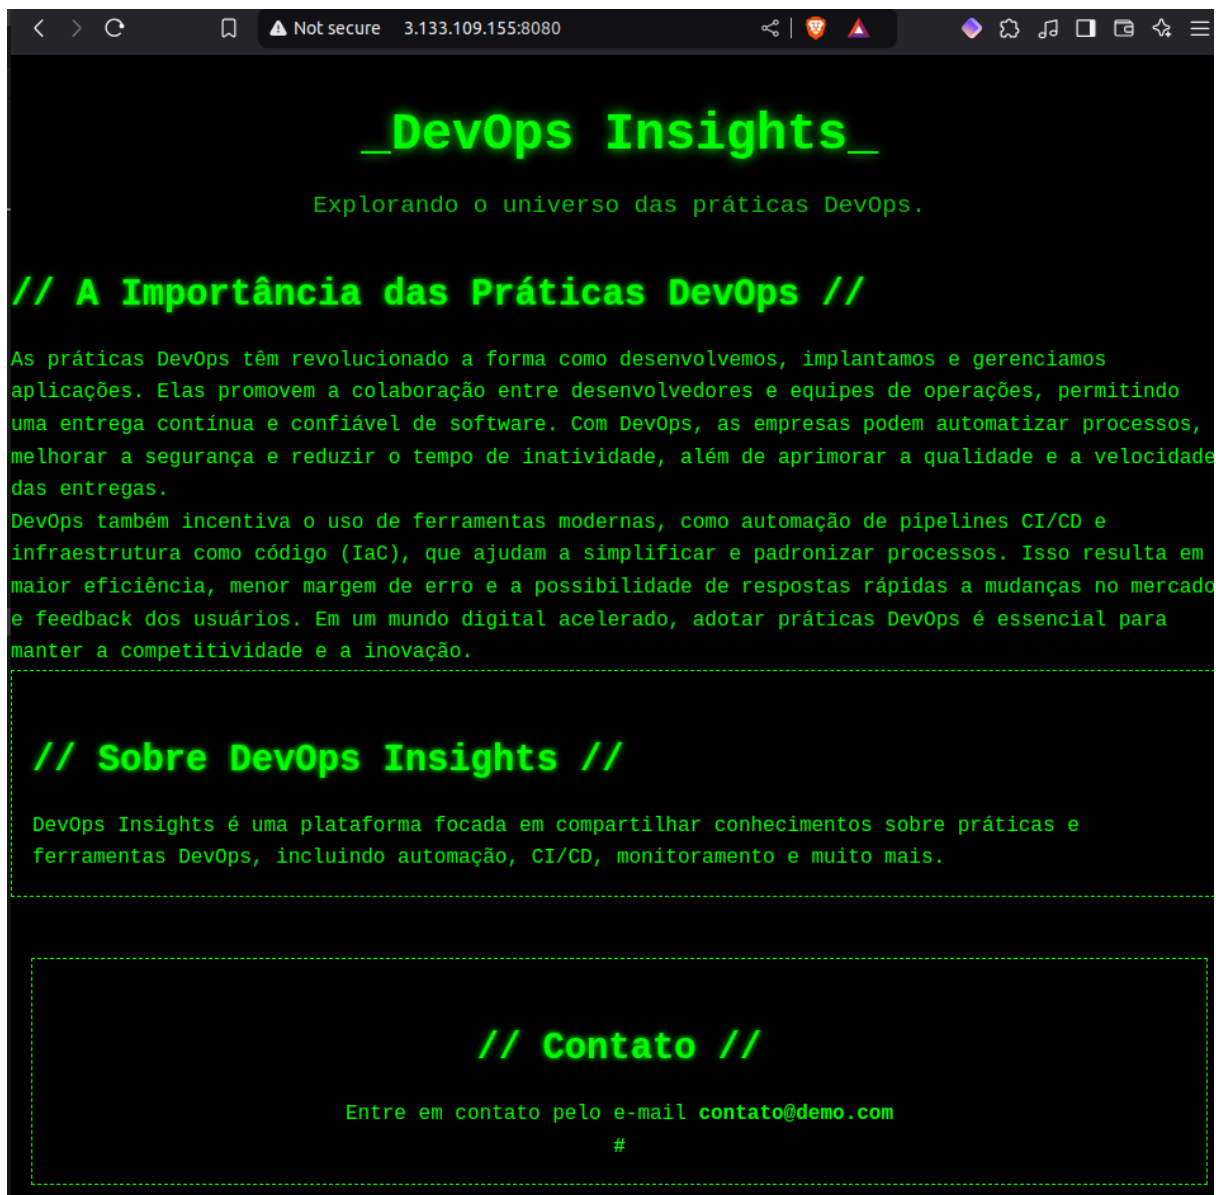 Not secure 3.133.109.155:8080
_DevOps Insights_
Explorando o universo das práticas DevOps.
// A Importância das Práticas DevOps //
As práticas DevOps têm revolucionado a forma como desenvolvemos, implantamos e gerenciamos
aplicações. Elas promovem a colaboração entre desenvolvedores e equipes de operações, permitindo
uma entrega contínua e confiável de software. Com DevOps, as empresas podem automatizar processos,
melhorar a segurança e reduzir o tempo de inatividade, além de aprimorar a qualidade e a velocidade
das entregas.
DevOps também incentiva o uso de ferramentas modernas, como automação de pipelines CI/CD e
infraestrutura como código (IaC), que ajudam a simplificar e padronizar processos. Isso resulta em
maior eficiência, menor margem de erro e a possibilidade de respostas rápidas a mudanças no mercado
e feedback dos usuários. Em um mundo digital acelerado, adotar práticas DevOps é essencial para
manter a competitividade e a inovação.
// Sobre DevOps Insights //
DevOps Insights é uma plataforma focada em compartilhar conhecimentos sobre práticas e
ferramentas DevOps, incluindo automação, CI/CD, monitoramento e muito mais.
// Contato //
Entre em contato pelo e-mail contato@demo.com
#